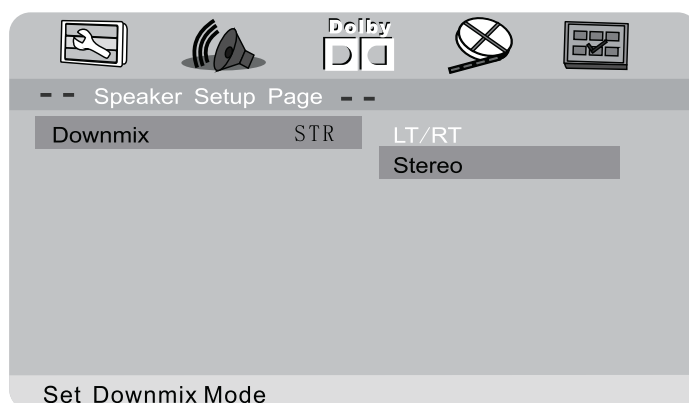 Dolby
-- Speaker Setup Page --
Downmix STR LT/RT
Stereo
Set Downmix Mode